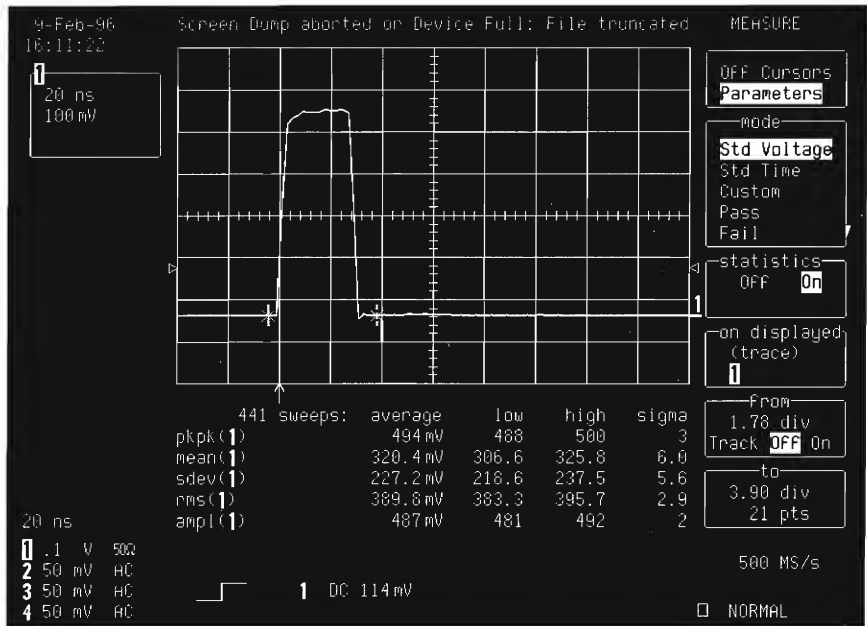 9-Feb-96
16:11:22
Screen Dump aborted on Device Full: File truncated
1
20 ns
100 mV
MEASURE
OFF Cursors
Parameters
mode
Std Voltage
Std Time
Custom
Pass
Fail
statistics
OFF On
1
on displayed
(trace)
1
From
1.78 div
Track OFF On
to
3.90 div
21 pts
441 sweeps: average low high sigma
pkpk(1) 494 mV 488 500 3
mean(1) 320.4 mV 306.6 325.8 6.0
sdev(1) 227.2 mV 218.6 237.5 5.6
rms(1) 389.8 mV 383.3 395.7 2.9
ampl(1) 487 mV 481 492 2
20 ns
1 .1 V 50Ω
2 50 mV AC
3 50 mV AC
4 50 mV AC
1 DC 114 mV
500 MS/s
NORMAL